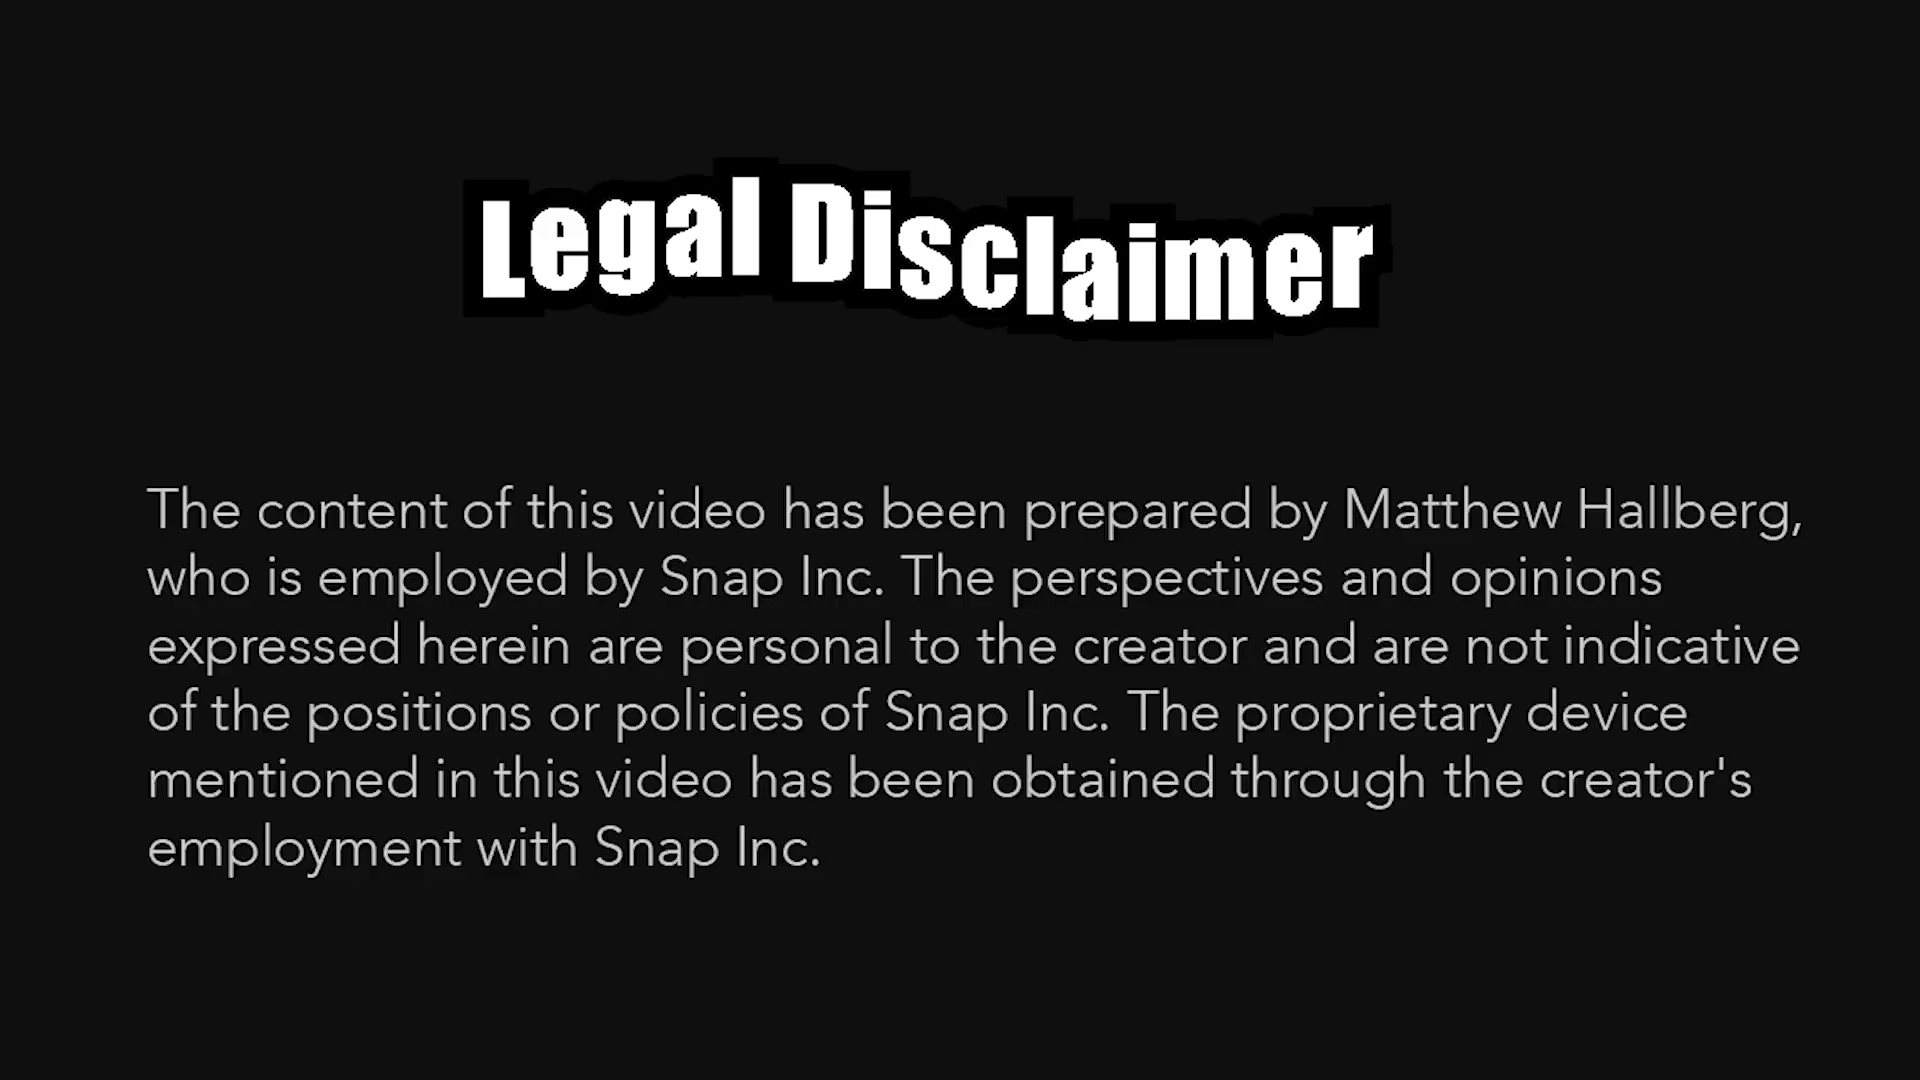 Legal Disclaimer
The content of this video has been prepared by Matthew Hallberg,
who is employed by Snap Inc. The perspectives and opinions
expressed herein are personal to the creator and are not indicative
of the positions or policies of Snap Inc. The proprietary device
mentioned in this video has been obtained through the creator's
employment with Snap Inc.